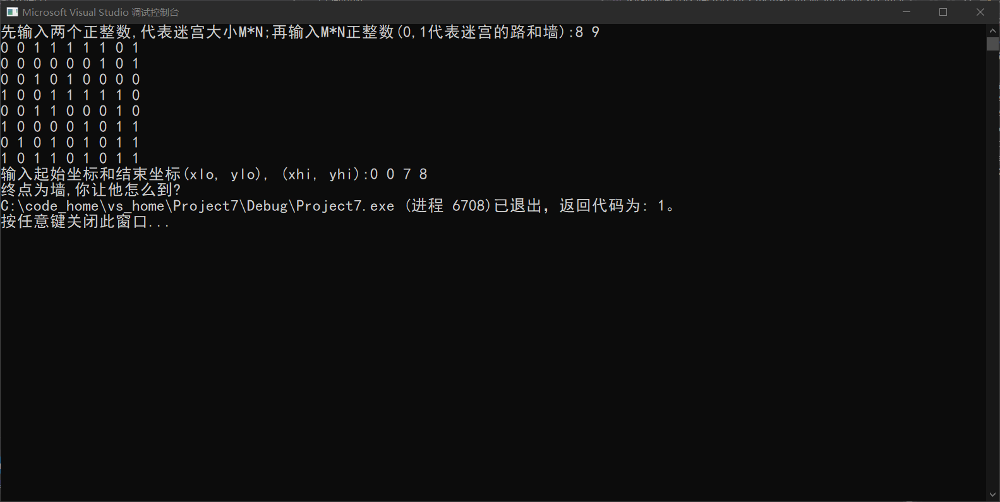 Microsoft Visual Studio 调试控制台
先输入两个正整数,代表迷宫大小M*N;再输入M*N正整数(0,1代表迷宫的路和墙):8 9
0 0 1 1 1 1 1 0 1
0 0 0 0 0 0 1 0 1
0 0 1 0 1 0 0 0 0
1 0 0 1 1 1 1 1 0
0 0 1 1 0 0 0 1 0
1 0 0 0 0 1 0 1 1
0 1 0 1 0 1 0 1 1
1 0 1 1 0 1 0 1 1
输入起始坐标和结束坐标(xlo, ylo), (xhi, yhi):0 0 7 8
终点为墙,你让他怎么到?
C:\code_home\vs_home\Project7\Debug\Project7.exe (进程 6708)已退出，返回代码为: 1。
按任意键关闭此窗口...